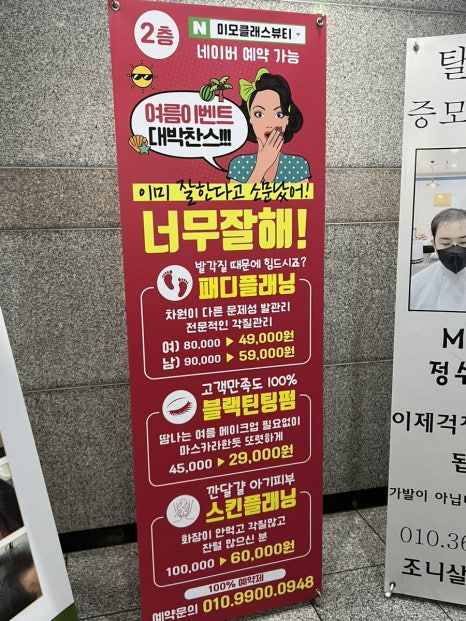 2층
N 미모클래스뷰티
네이버 예약 가능
여름이벤트
대박찬스!!!
이미 잘한다고 소문났어!
너무잘해!
발각질 때문에 힘드시죠?
패디플래닝
차원이 다른 문제성 발관리
전문적인 각질관리
여) 80,000 ▶ 49,000원
남) 90,000 ▶ 59,000원
고객만족도 100%
블랙틴팅펌
땀나는 여름 메이크업 필요없이
마스카라한듯 또렷하게
45,000 ▶ 29,000원
깐달걀 아기피부
스킨플래닝
화장이 안먹고 각질많고
잔털 많으신 분
100,000 ▶ 60,000원
100% 예약제
예약문의 010.9900.0948
탈
증모
M
이제걱
가발이 아닙니
010.36
조니살